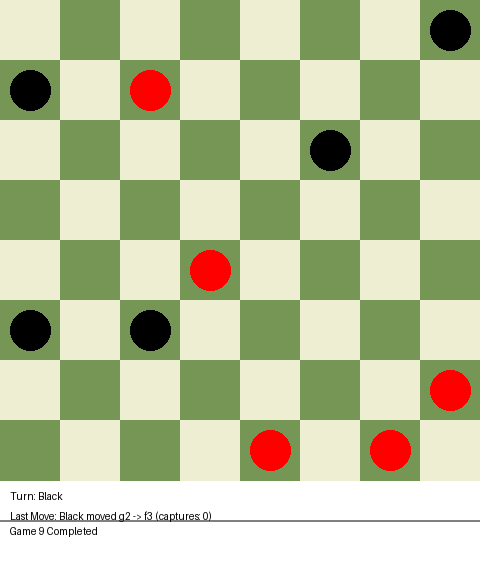 Turn: Black
Last Move: Black moved g2 -> f3 (captures: 0)
Game 9 Completed